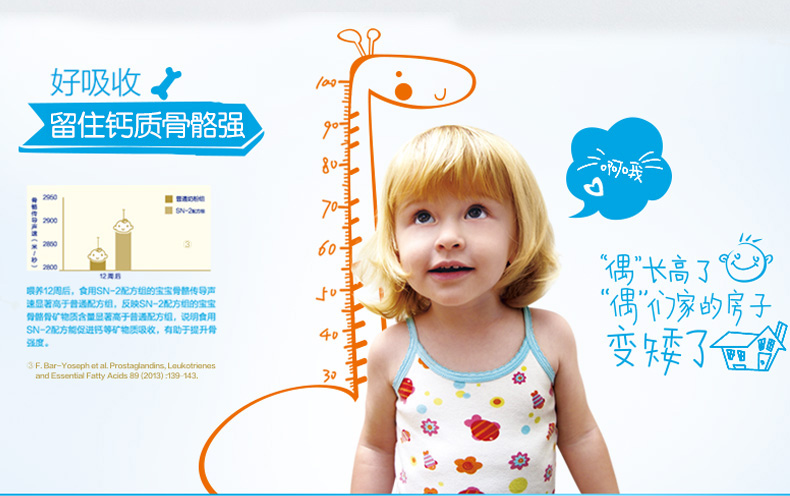 好吸收
留住钙质骨骼强
骨骼传导声速(米/秒)
2950
2900
2850
2800
普通奶粉组
SN-2配方组
③
12周后
喂养12周后，食用SN-2配方组的宝宝骨骼传导声
速显著高于普通配方组，反映SN-2配方组的宝宝
骨骼骨矿物质含量显著高于普通配方组，说明食用
SN-2配方能促进钙等矿物质吸收，有助于提升骨
强度。
③ F. Bar-Yoseph et al. Prostaglandins, Leukotrienes
and Essential Fatty Acids 89 (2013) :139-143.
100
90
80
70
60
50
40
30
啊哦
“偶”长高了
“偶”们家的房子
变矮了